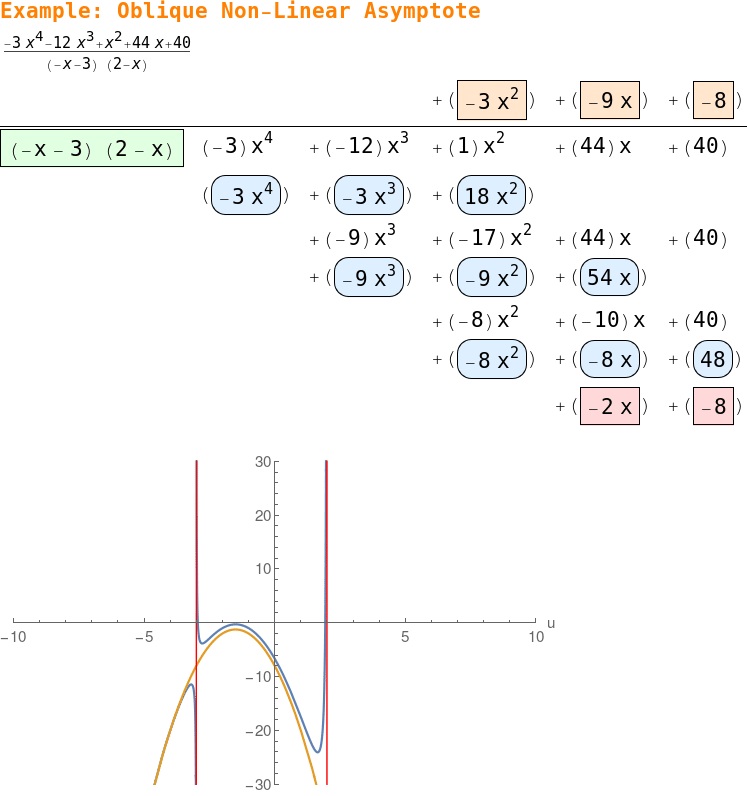 Example: Oblique Non-Linear Asymptote
-3 x^4-12 x^3+x^2+44 x+40
(-x-3) (2-x)
+ ( -3 x^2 ) + ( -9 x ) + ( -8 )
(-x-3) (2-x) (-3)x^4 + (-12)x^3 + (1)x^2 + (44)x + (40)
( -3 x^4 ) + ( -3 x^3 ) + ( 18 x^2 )
+ (-9)x^3 + (-17)x^2 + (44)x + (40)
+ ( -9 x^3 ) + ( -9 x^2 ) + ( 54 x )
+ (-8)x^2 + (-10)x + (40)
+ ( -8 x^2 ) + ( -8 x ) + ( 48 )
+ ( -2 x ) + ( -8 )
30
20
10
-10 -5 5 10 u
-10
-20
-30